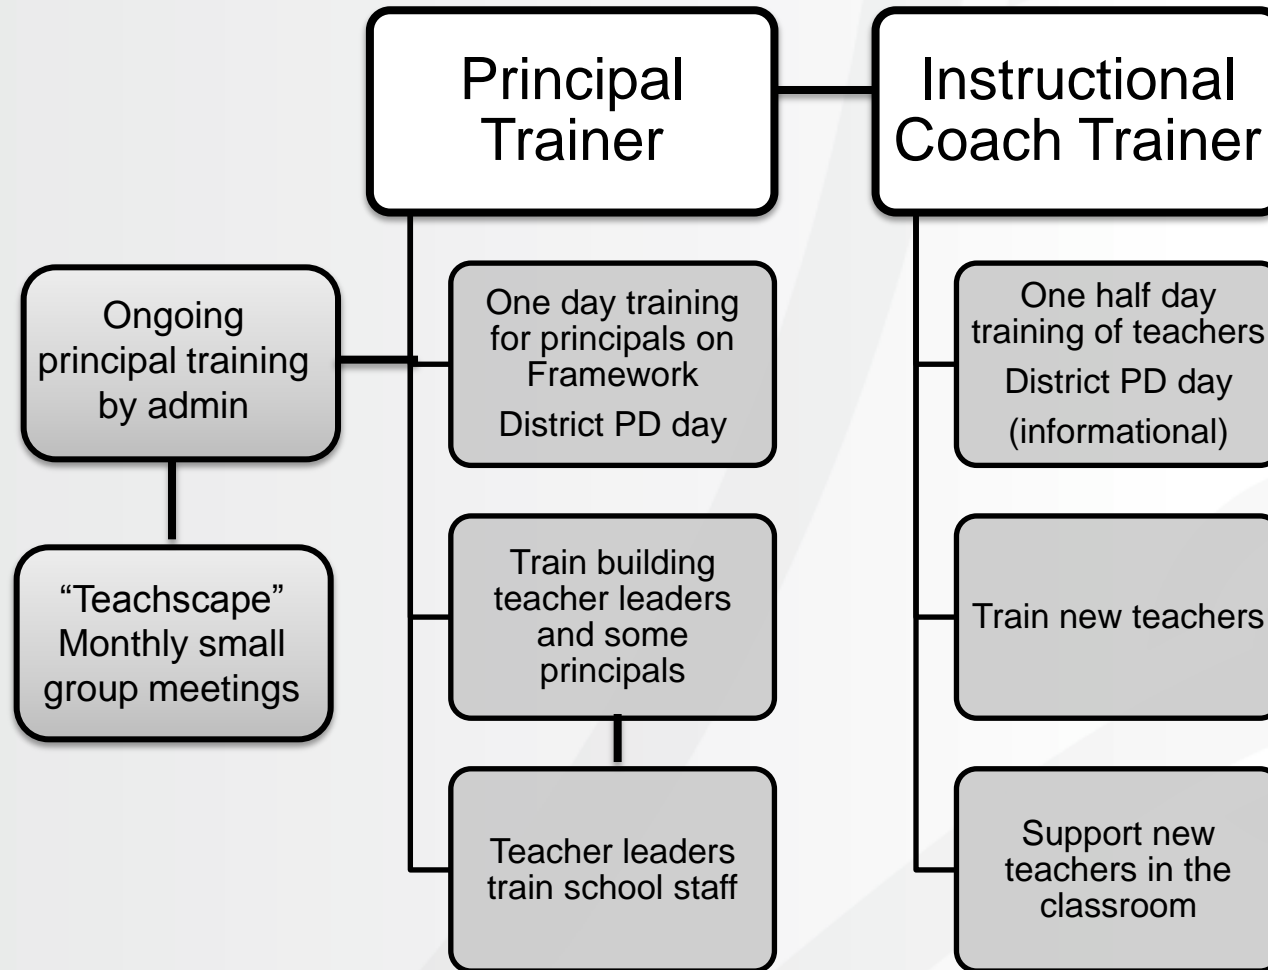 Principal
Trainer
Instructional
Coach Trainer
Ongoing
principal training
by admin
“Teachscape”
Monthly small
group meetings
One day training
for principals on
Framework
District PD day
Train building
teacher leaders
and some
principals
Teacher leaders
train school staff
One half day
training of teachers
District PD day
(informational)
Train new teachers
Support new
teachers in the
classroom